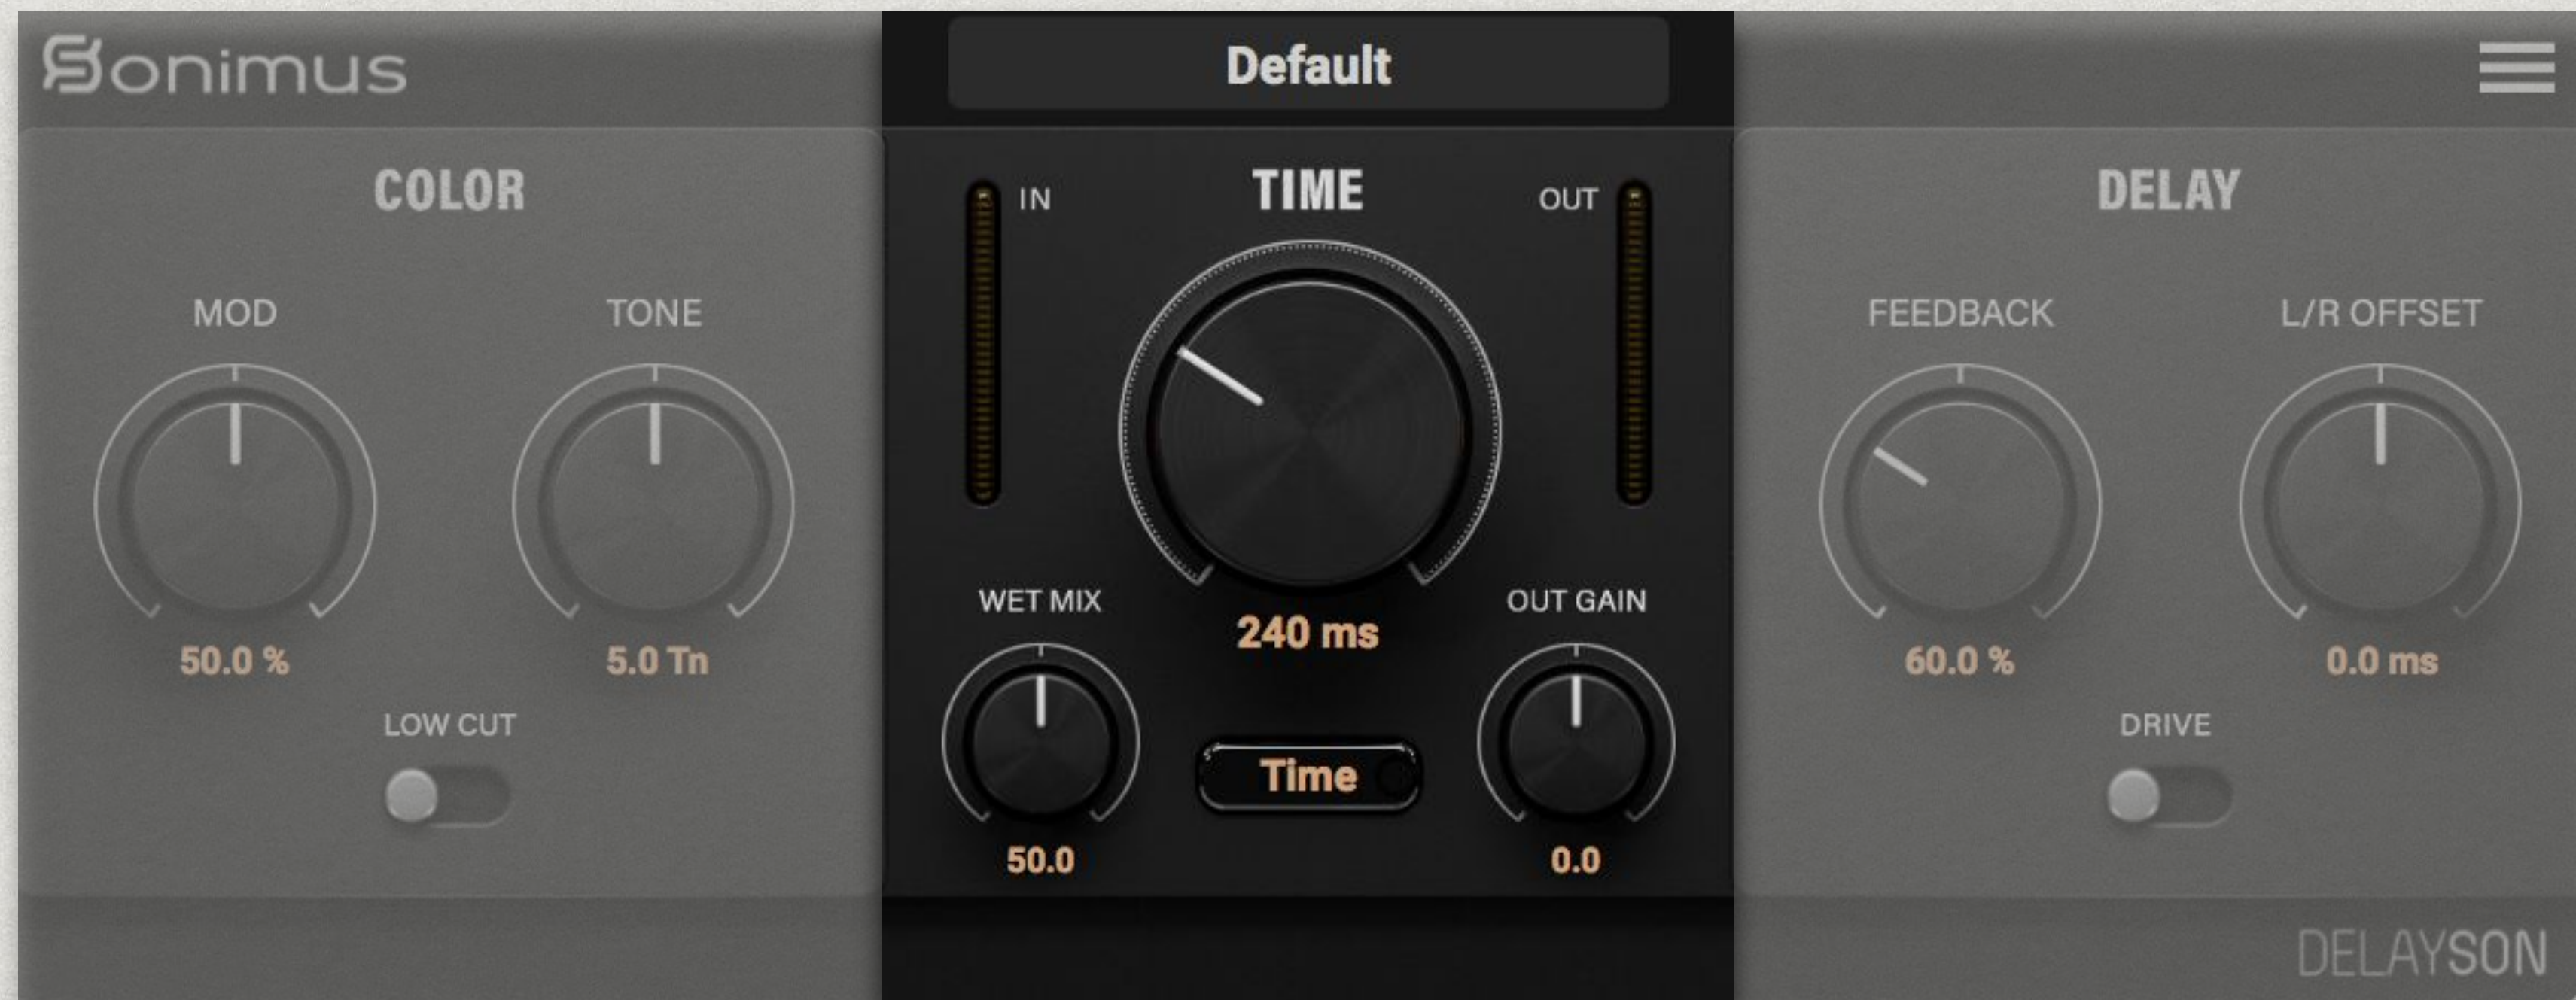 Sonimus
Default
COLOR
MOD
TONE
50.0 %
5.0 Tn
LOW CUT
IN
TIME
OUT
240 ms
WET MIX
OUT GAIN
50.0
Time
0.0
DELAY
FEEDBACK
L/R OFFSET
60.0 %
0.0 ms
DRIVE
DELAYSON